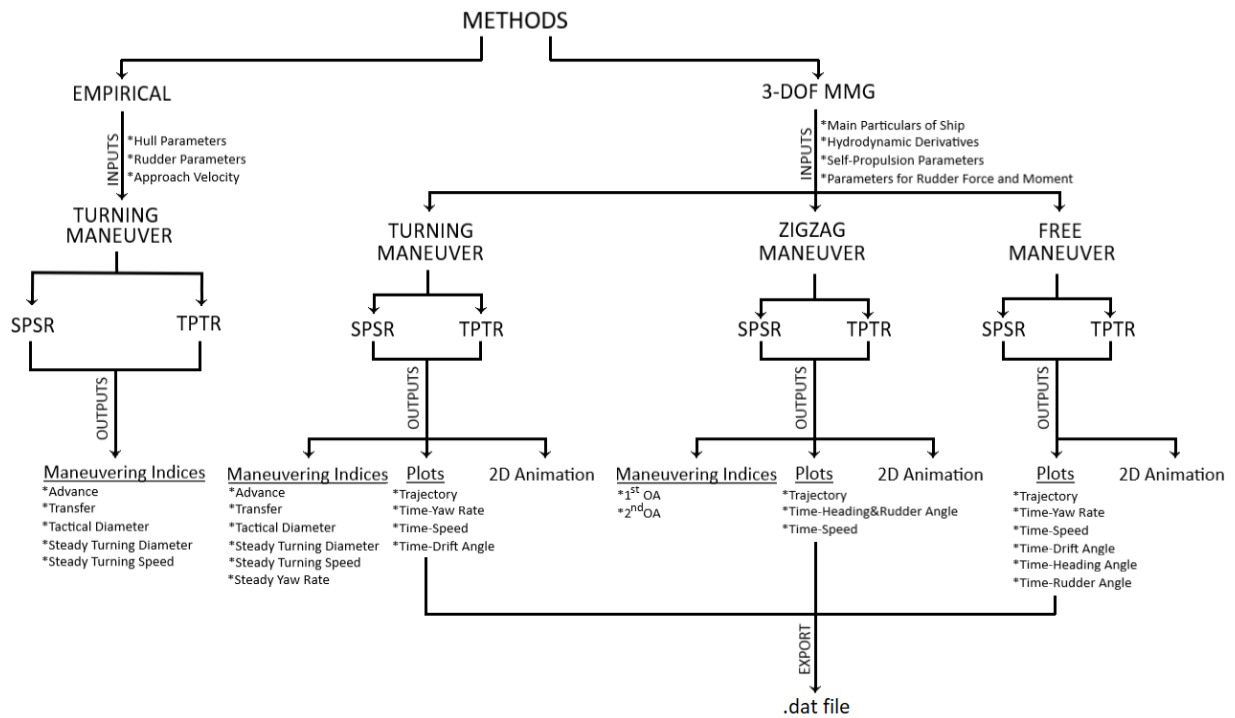 METHODS
EMPIRICAL
INPUTS
*Hull Parameters
*Rudder Parameters
*Approach Velocity
TURNING
MANEUVER
SPSR
TPTR
OUTPUTS
Maneuvering Indices
*Advance
*Transfer
*Tactical Diameter
*Steady Turning Diameter
*Steady Turning Speed
3-DOF MMG
INPUTS
*Main Particulars of Ship
*Hydrodynamic Derivatives
*Self-Propulsion Parameters
*Parameters for Rudder Force and Moment
TURNING
MANEUVER
SPSR
TPTR
OUTPUTS
Maneuvering Indices
*Advance
*Transfer
*Tactical Diameter
*Steady Turning Diameter
*Steady Turning Speed
*Steady Yaw Rate
Plots
*Trajectory
*Time-Yaw Rate
*Time-Speed
*Time-Drift Angle
2D Animation
ZIGZAG
MANEUVER
SPSR
TPTR
OUTPUTS
Maneuvering Indices
*1st OA
*2ndOA
Plots
*Trajectory
*Time-Heading&Rudder Angle
*Time-Speed
2D Animation
FREE
MANEUVER
SPSR
TPTR
OUTPUTS
Plots
*Trajectory
*Time-Yaw Rate
*Time-Speed
*Time-Drift Angle
*Time-Heading Angle
*Time-Rudder Angle
2D Animation
EXPORT
.dat file